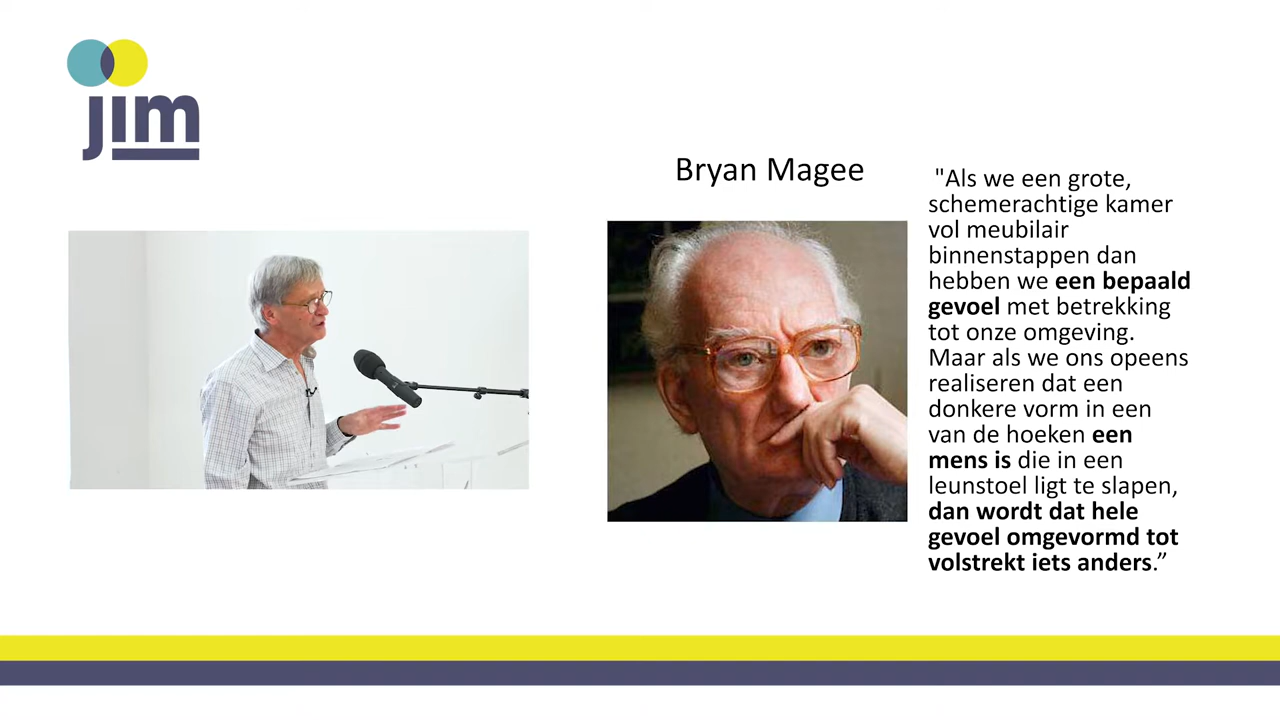 jim
Bryan Magee
"Als we een grote,
schemerachtige kamer
vol meubilair
binnenstappen dan
hebben we een bepaald
gevoel met betrekking
tot onze omgeving.
Maar als we ons opeens
realiseren dat een
donkere vorm in een
van de hoeken een
mens is die in een
leunstoel ligt te slapen,
dan wordt dat hele
gevoel omgevormd tot
volstrekt iets anders.”